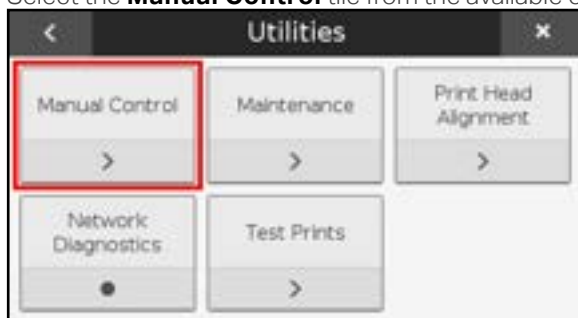 Select the Manual Control tile from the available
Utilities
Manual Control
Maintenance
Print Head
Alignment
Network
Diagnostics
Test Prints